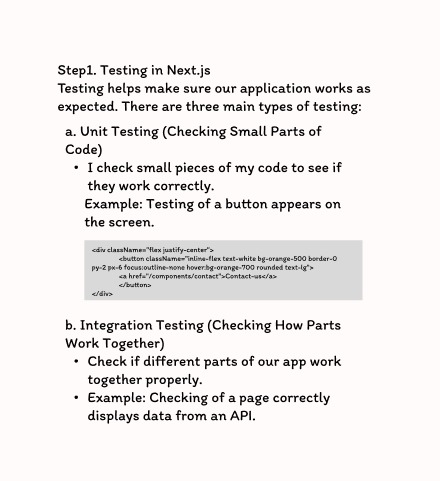 Step1. Testing in Next.js
Testing helps make sure our application works as
expected. There are three main types of testing:
a. Unit Testing (Checking Small Parts of
Code)
• I check small pieces of my code to see if
they work correctly.
Example: Testing of a button appears on
the screen.
<div className="flex justify-center">
<button className="inline-flex text-white bg-orange-500 border-0
py-2 px-6 focus:outline-none hover:bg-orange-700 rounded text-lg">
<a href="/components/contact">Contact-us</a>
</button>
</div>
b. Integration Testing (Checking How Parts
Work Together)
• Check if different parts of our app work
together properly.
• Example: Checking of a page correctly
displays data from an API.